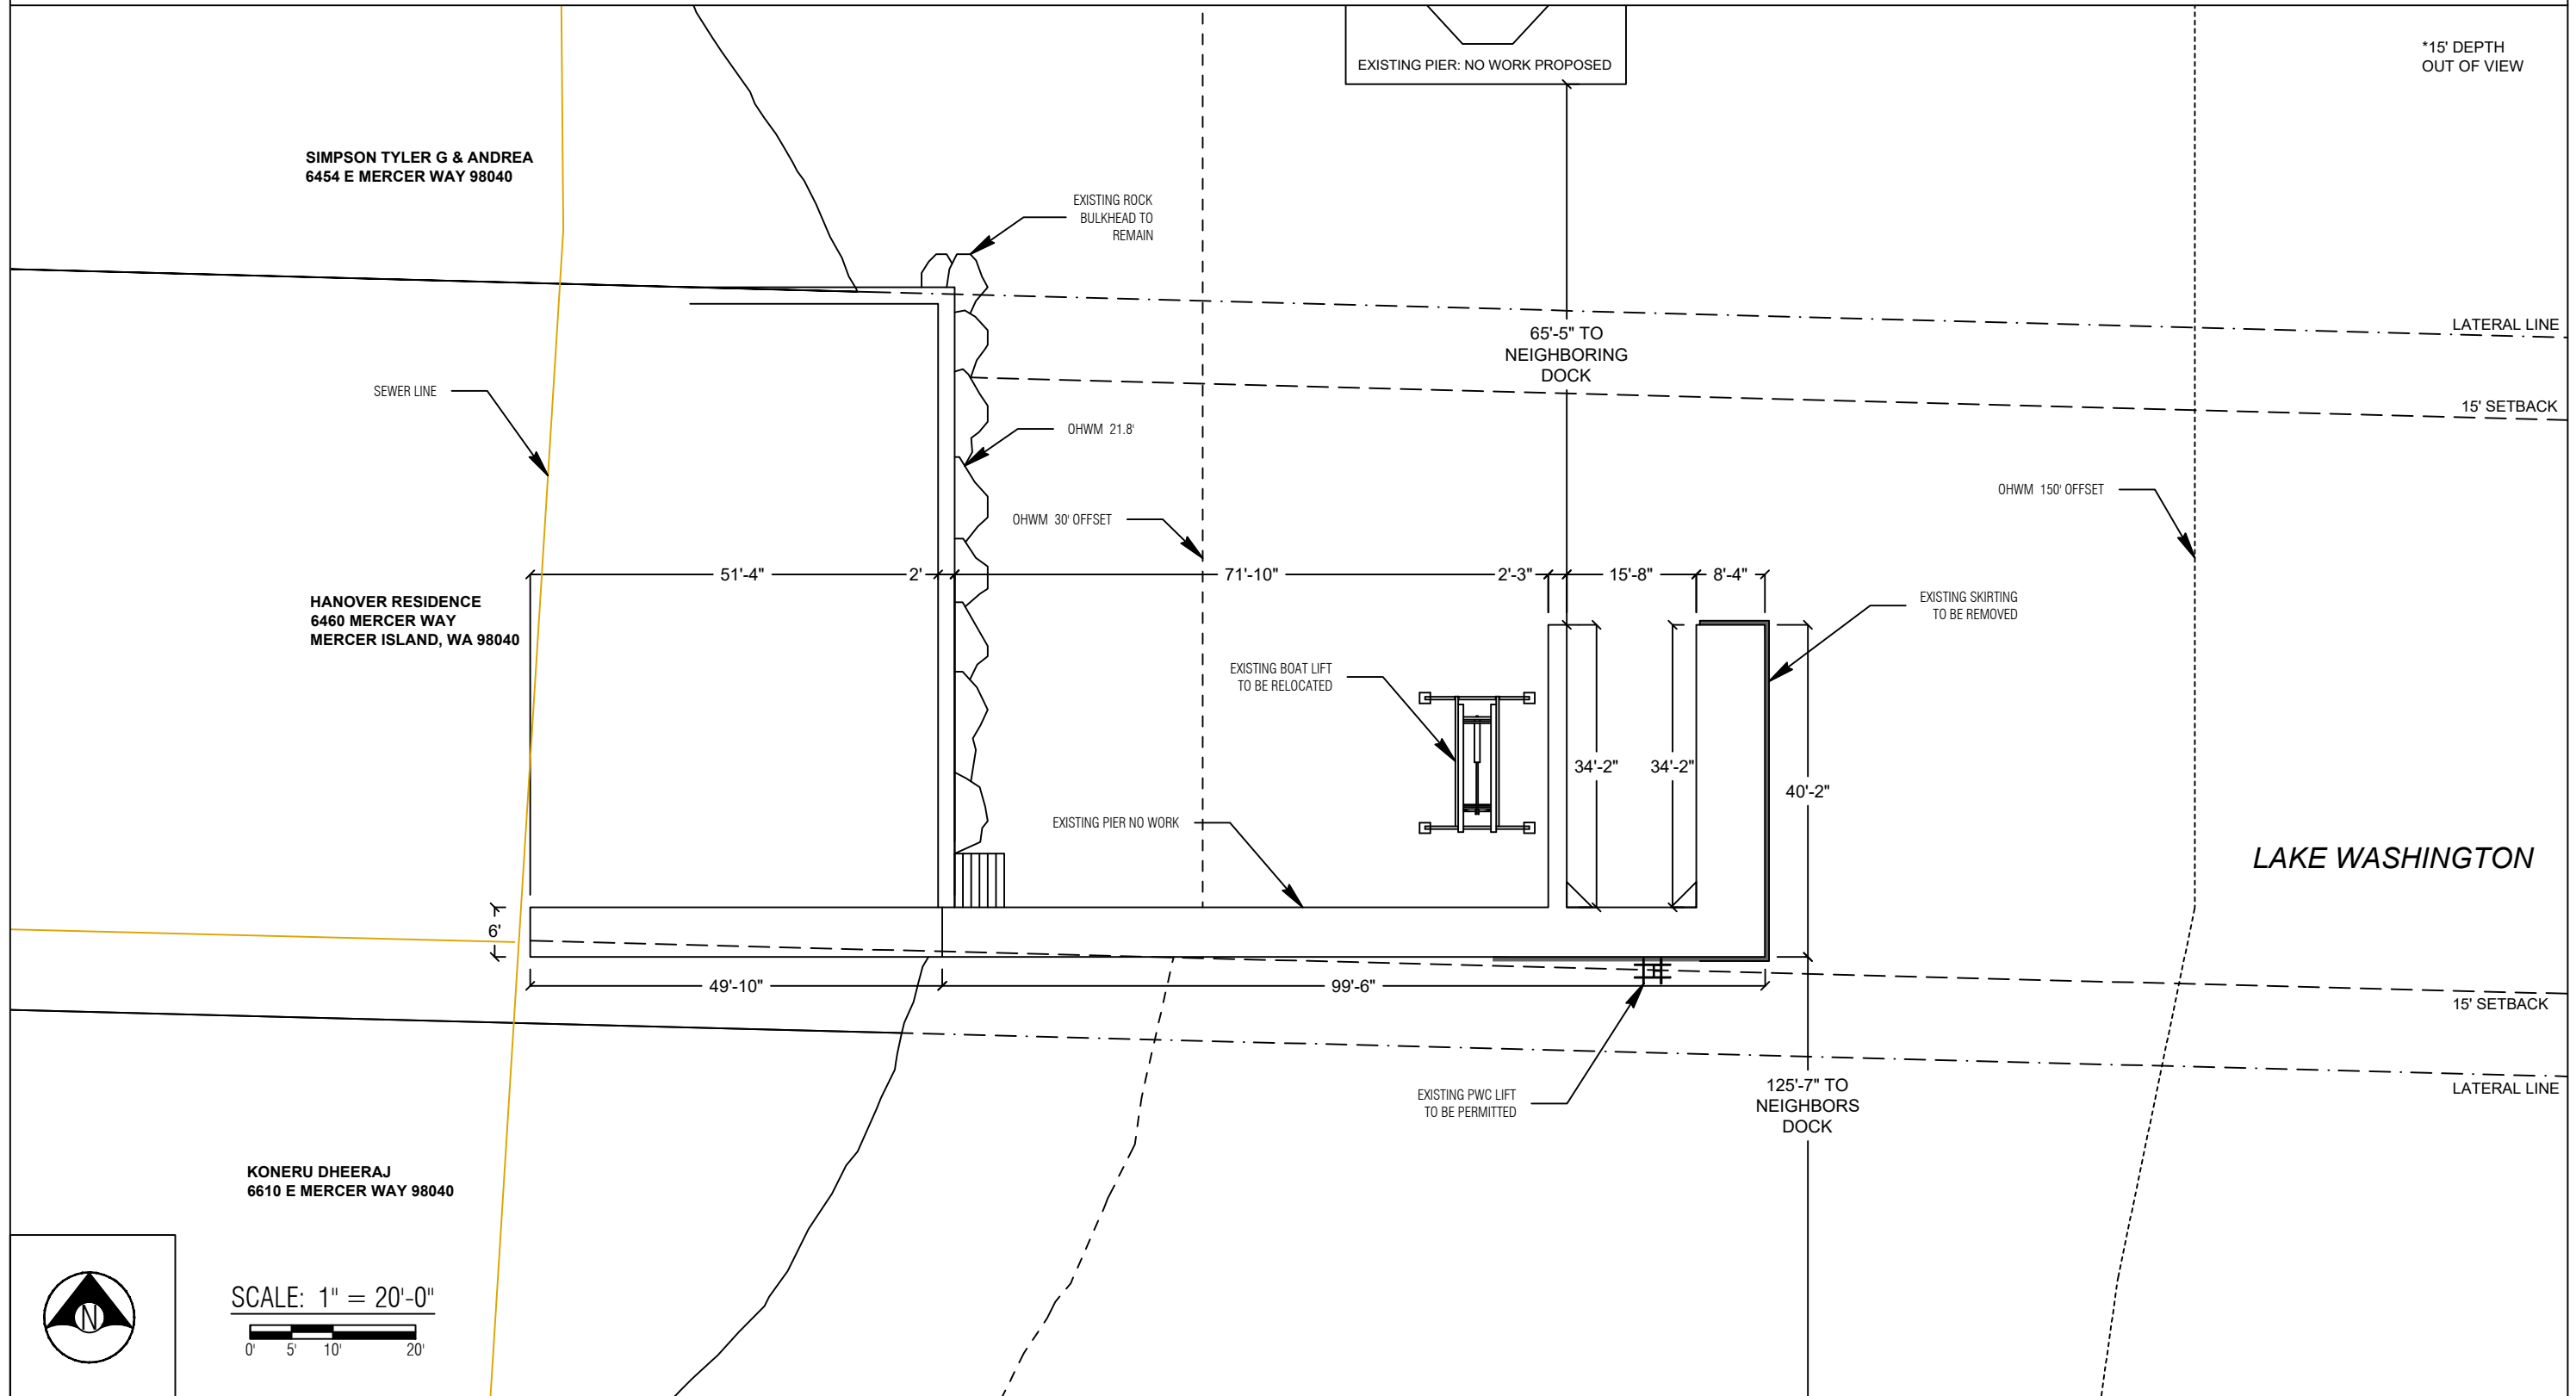 EXISTING PIER: NO WORK PROPOSED
*15' DEPTH
OUT OF VIEW
SIMPSON TYLER G & ANDREA
6454 E MERCER WAY 98040
EXISTING ROCK
BULKHEAD TO
REMAIN
LATERAL LINE
65'-5" TO
NEIGHBORING
DOCK
SEWER LINE
15' SETBACK
OHWM 21.8'
OHWM 150' OFFSET
OHWM 30' OFFSET
51'-4"
2'
71'-10"
2'-3"
15'-8"
8'-4"
HANOVER RESIDENCE
6460 MERCER WAY
MERCER ISLAND, WA 98040
EXISTING SKIRTING
TO BE REMOVED
EXISTING BOAT LIFT
TO BE RELOCATED
34'-2"
34'-2"
40'-2"
EXISTING PIER NO WORK
LAKE WASHINGTON
6'
49'-10"
99'-6"
15' SETBACK
EXISTING PWC LIFT
TO BE PERMITTED
125'-7" TO
NEIGHBORS
DOCK
LATERAL LINE
KONERU DHEERAJ
6610 E MERCER WAY 98040
N
SCALE: 1" = 20'-0"
0' 5' 10' 20'